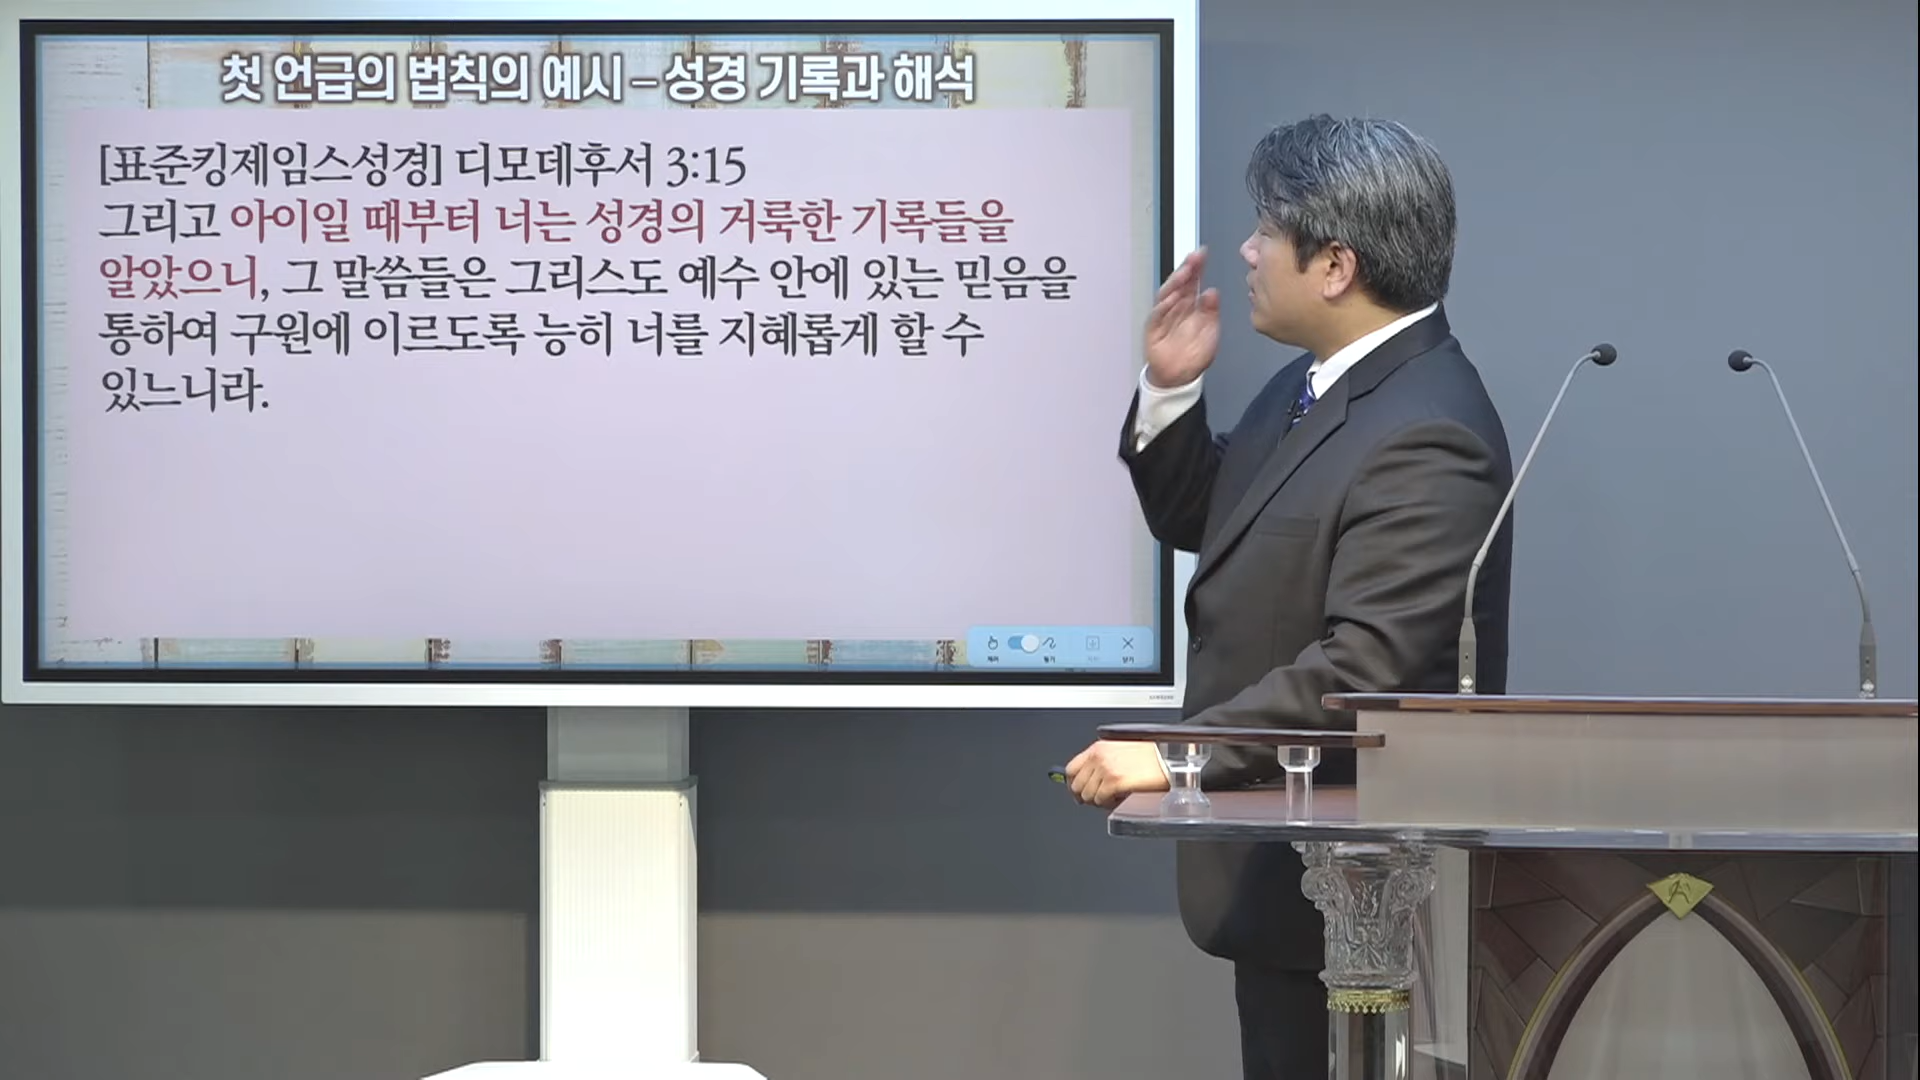 첫 언급의 법칙의 예시 – 성경 기록과 해석
[표준킹제임스성경] 디모데후서 3:15
그리고 아이일 때부터 너는 성경의 거룩한 기록들을
알았으니, 그 말씀들은 그리스도 예수 안에 있는 믿음을
통하여 구원에 이르도록 능히 너를 지혜롭게 할 수
있느니라.
SAMSUNG